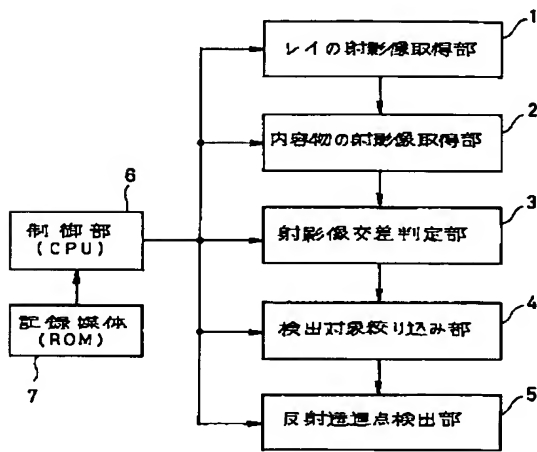 1
レイの射影像取得部
2
内容物の射影像取得部
6
制御部
(CPU)
3
射影像交差判定部
記録媒体
(ROM)
7
4
検出対象絞り込み部
5
反射透過点検出部